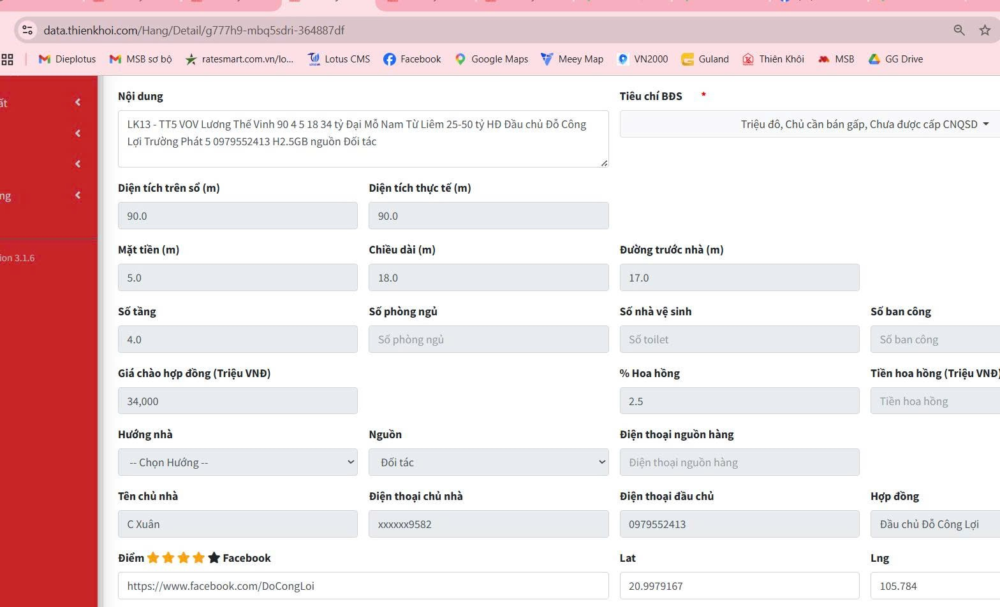 data.thienkhoi.com/Hang/Detail/g777h9-mbq5sdri-364887df
Dieplotus MSB sơ bộ ratesmart.com.vn/lo... Lotus CMS Facebook Google Maps Meey Map VN2000 Guland Thiên Khôi MSB GG Drive
ất
ng
ion 3.1.6
Nội dung Tiêu chí BĐS *
LK13 - TT5 VOV Lương Thế Vinh 90 4 5 18 34 tỷ Đại Mỗ Nam Từ Liêm 25-50 tỷ HĐ Đầu chủ Đỗ Công
Lợi Trường Phát 5 0979552413 H2.5GB nguồn Đối tác
Triệu đô, Chủ cần bán gấp, Chưa được cấp CNQSD
Diện tích trên sổ (m) Diện tích thực tế (m)
90.0 90.0
Mặt tiền (m) Chiều dài (m) Đường trước nhà (m)
5.0 18.0 17.0
Số tầng Số phòng ngủ Số nhà vệ sinh Số ban công
4.0 Số phòng ngủ Số toilet Số ban công
Giá chào hợp đồng (Triệu VNĐ) % Hoa hồng Tiền hoa hồng (Triệu VNĐ)
34,000 2.5 Tiền hoa hồng
Hướng nhà Nguồn Điện thoại nguồn hàng
-- Chọn Hướng -- Đối tác Điện thoại nguồn hàng
Tên chủ nhà Điện thoại chủ nhà Điện thoại đầu chủ Hợp đồng
C Xuân xxxxxx9582 0979552413 Đầu chủ Đỗ Công Lợi
Điểm Facebook Lat Lng
https://www.facebook.com/DoCongLoi 20.9979167 105.784